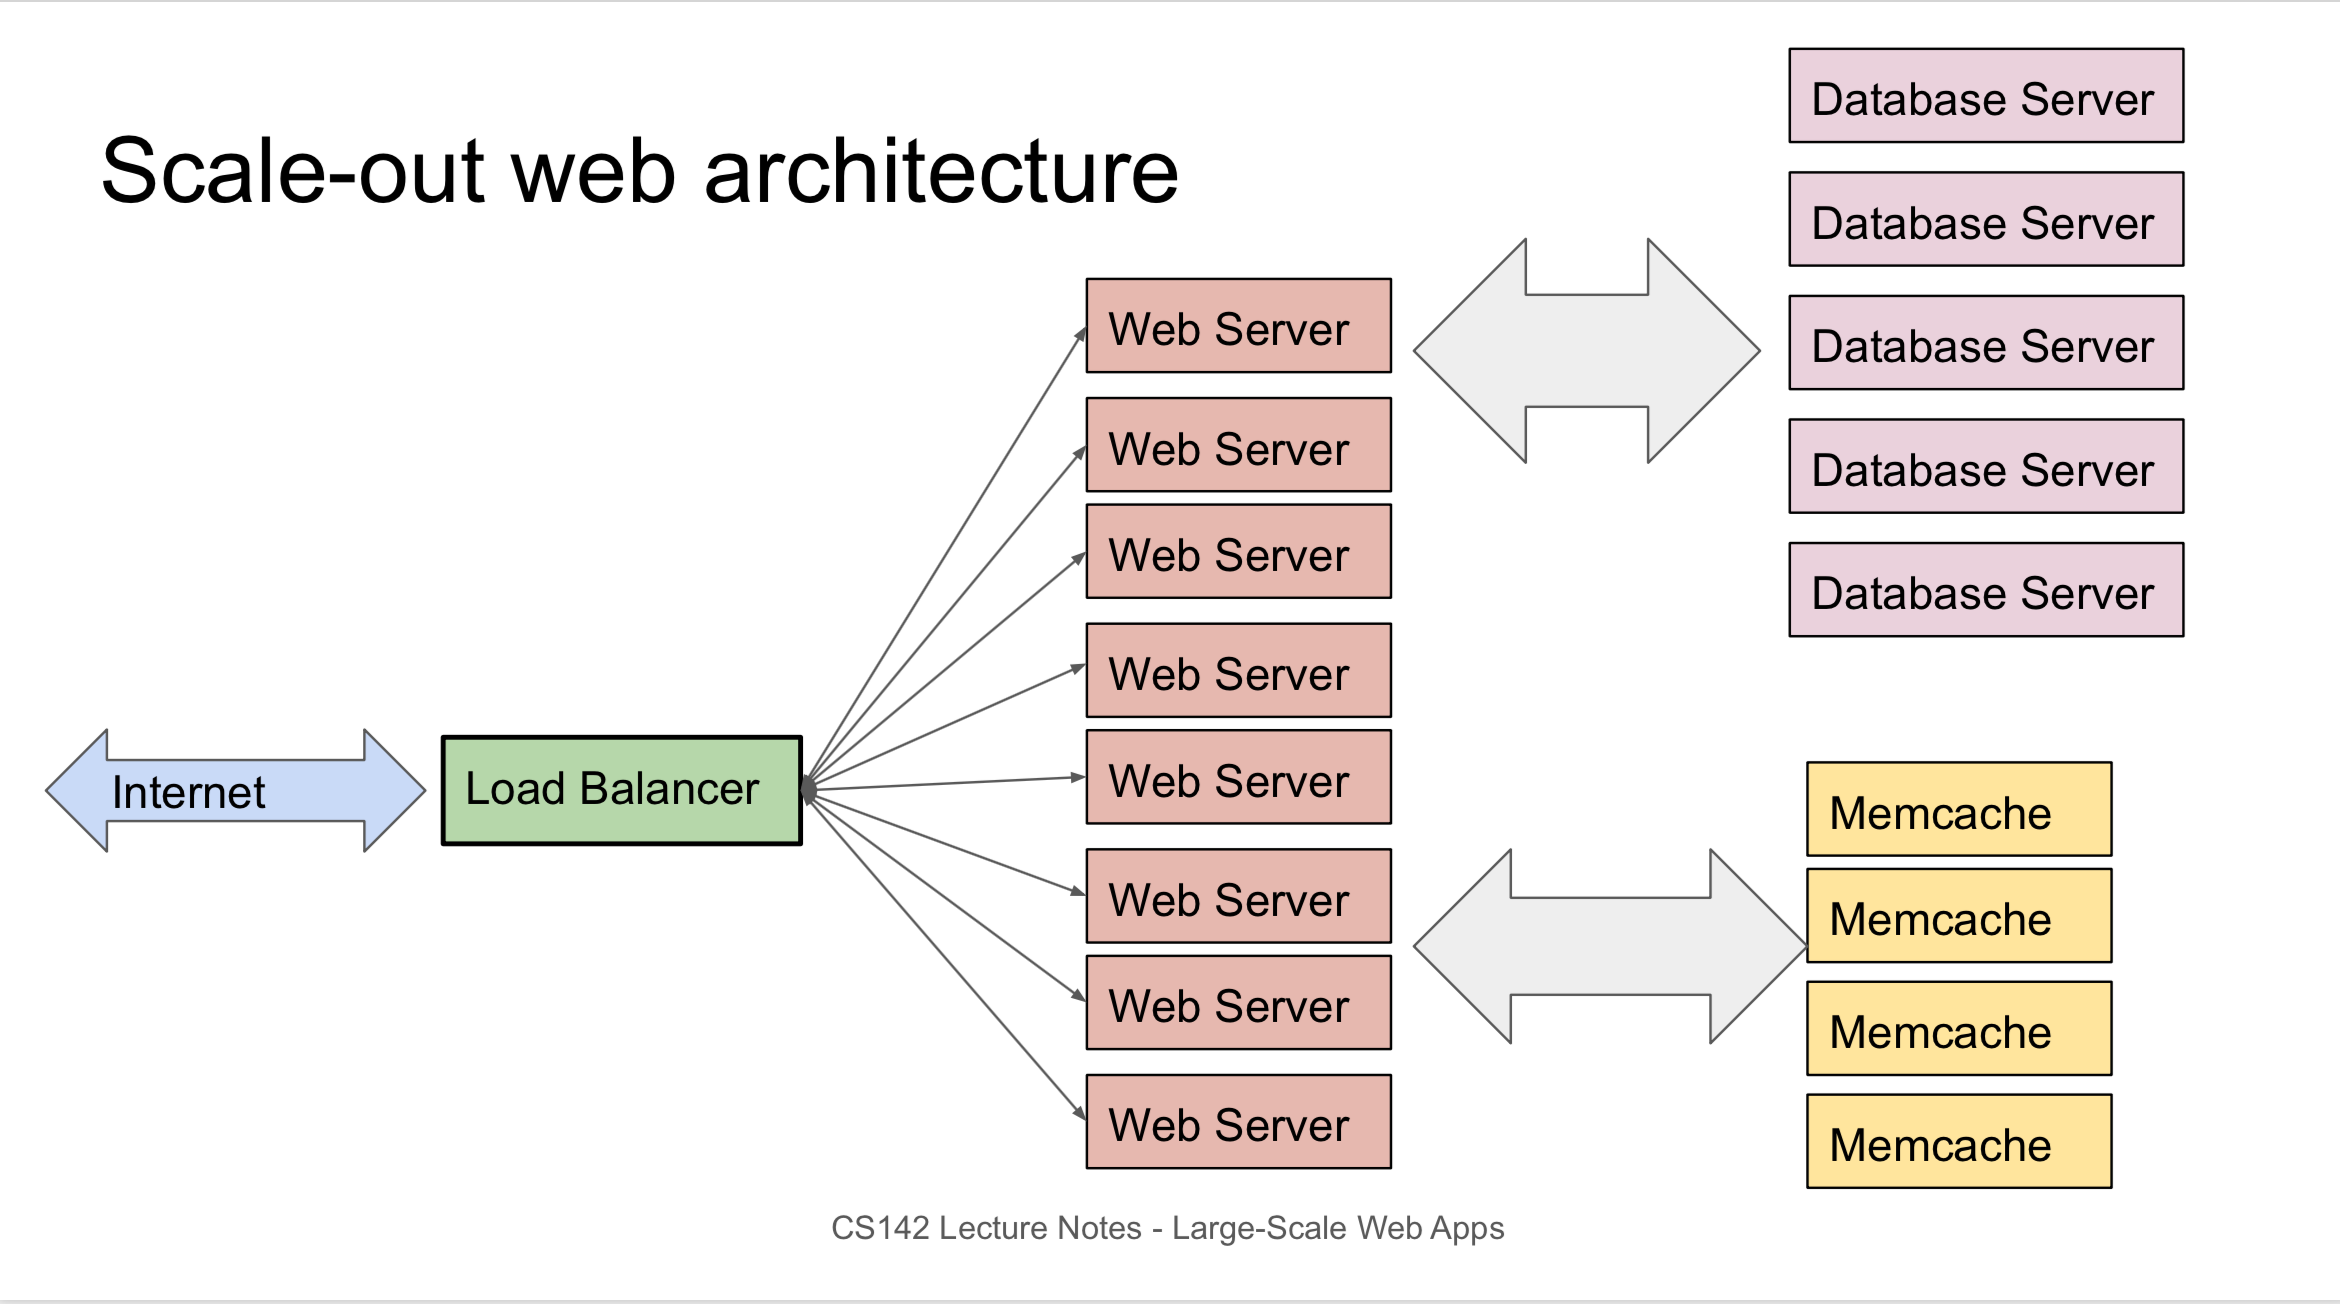 Scale-out web architecture
Internet
Load Balancer
Web Server
Web Server
Web Server
Web Server
Web Server
Web Server
Web Server
Web Server
Database Server
Database Server
Database Server
Database Server
Database Server
Memcache
Memcache
Memcache
Memcache
CS142 Lecture Notes - Large-Scale Web Apps